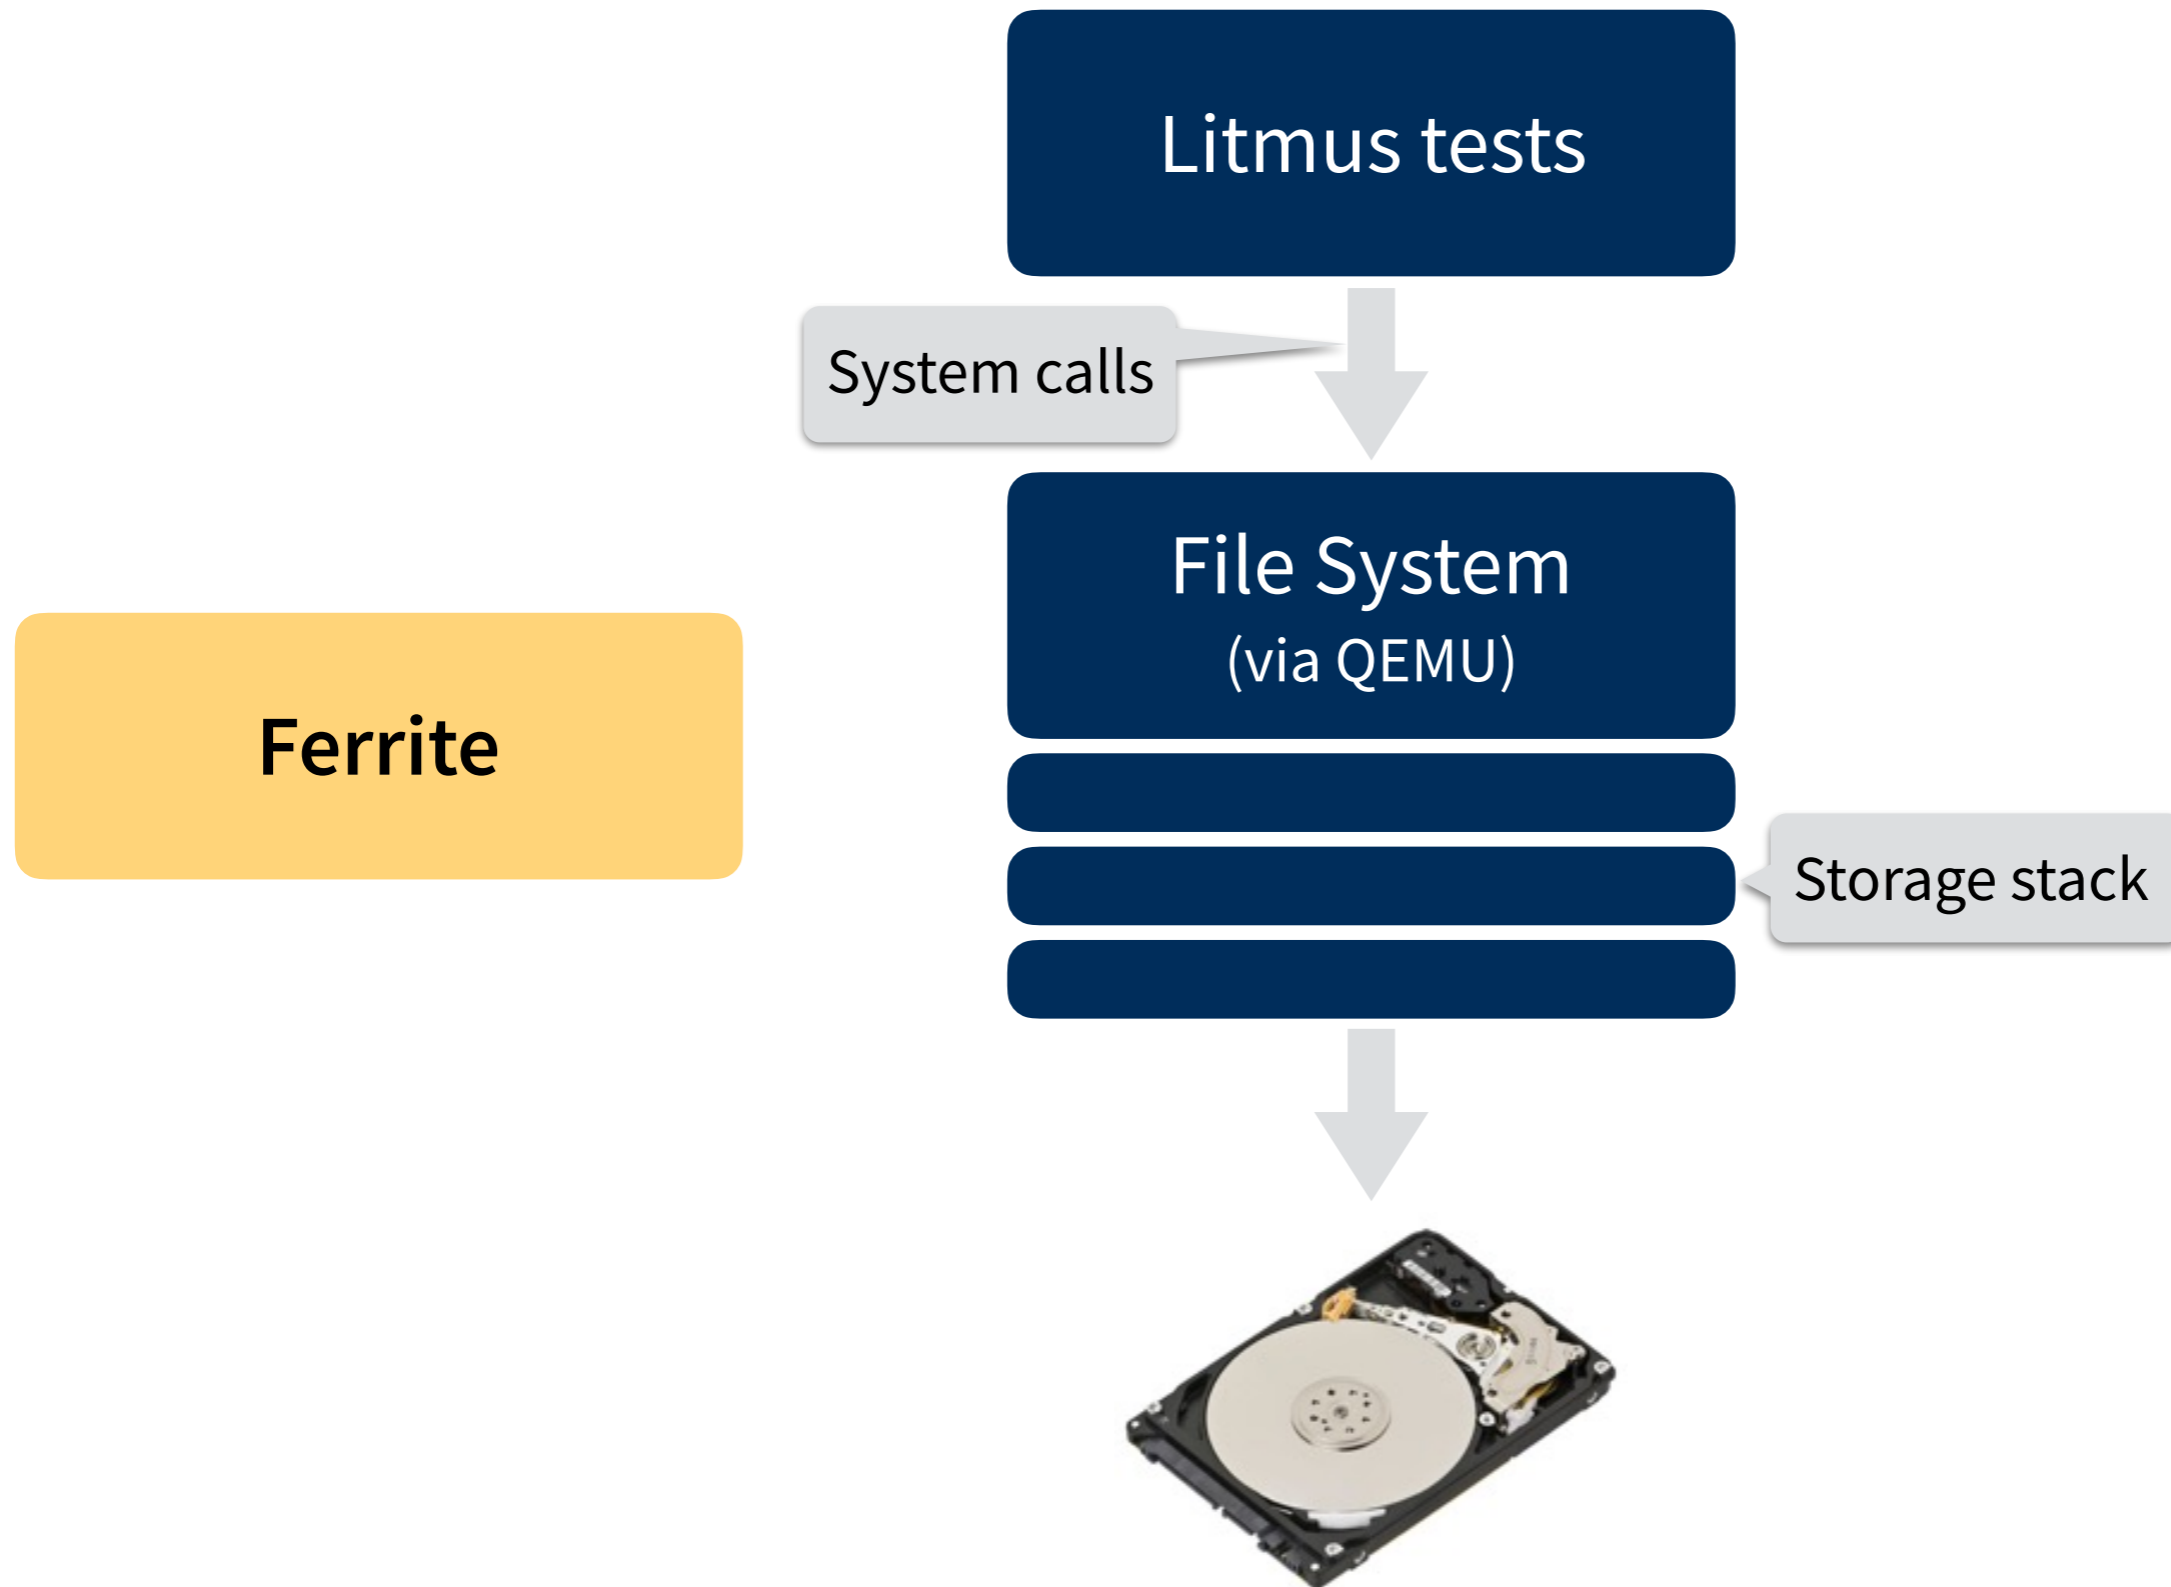 Litmus tests
System calls
File System
(via QEMU)
Ferrite
Storage stack